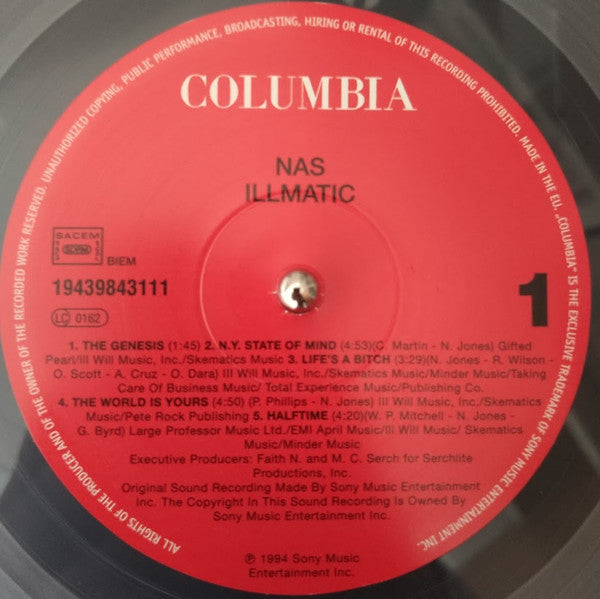 ALL RIGHTS OF THE PRODUCER AND OF THE OWNER OF THE RECORDED WORK RESERVED. UNAUTHORIZED COPYING, PUBLIC PERFORMANCE, BROADCASTING, HIRING OR RENTAL OF THIS RECORDING PROHIBITED. MADE IN THE EU. „COLUMBIA" IS THE EXCLUSIVE TRADEMARK OF SONY MUSIC ENTERTAINMENT INC.
COLUMBIA
NAS
ILLMATIC
SACEM
BIEM
19439843111
LC 0162
1
1. THE GENESIS (1:45) 2. N.Y. STATE OF MIND (4:53)(C. Martin - N. Jones) Gifted
Pearl/Ill Will Music, Inc./Skematics Music 3. LIFE'S A BITCH (3:29)(N. Jones - R. Wilson -
O. Scott - A. Cruz - O. Dara) Ill Will Music, Inc./Skematics Music/Minder Music/Taking
Care Of Business Music/ Total Experience Music/Publishing Co.
4. THE WORLD IS YOURS (4:50) (P. Phillips - N. Jones) Ill Will Music, Inc./Skematics
Music/Pete Rock Publishing 5. HALFTIME (4:20)(W. P. Mitchell - N. Jones -
G. Byrd) Large Professor Music Ltd./EMI April Music/Ill Will Music/ Skematics
Music/Minder Music
Executive Producers: Faith N. and M. C. Serch for Serchlite
Productions, Inc.
Original Sound Recording Made By Sony Music Entertainment
Inc. The Copyright In This Sound Recording Is Owned By
Sony Music Entertainment Inc.
℗ 1994 Sony Music
Entertainment Inc.